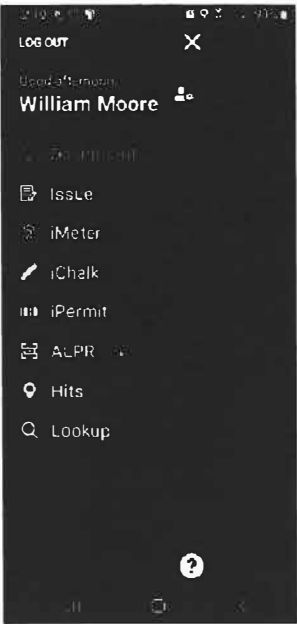 LOG OUT
William Moore
Issue
iMeter
iChalk
iPermit
ALPR
Hits
Lookup
?